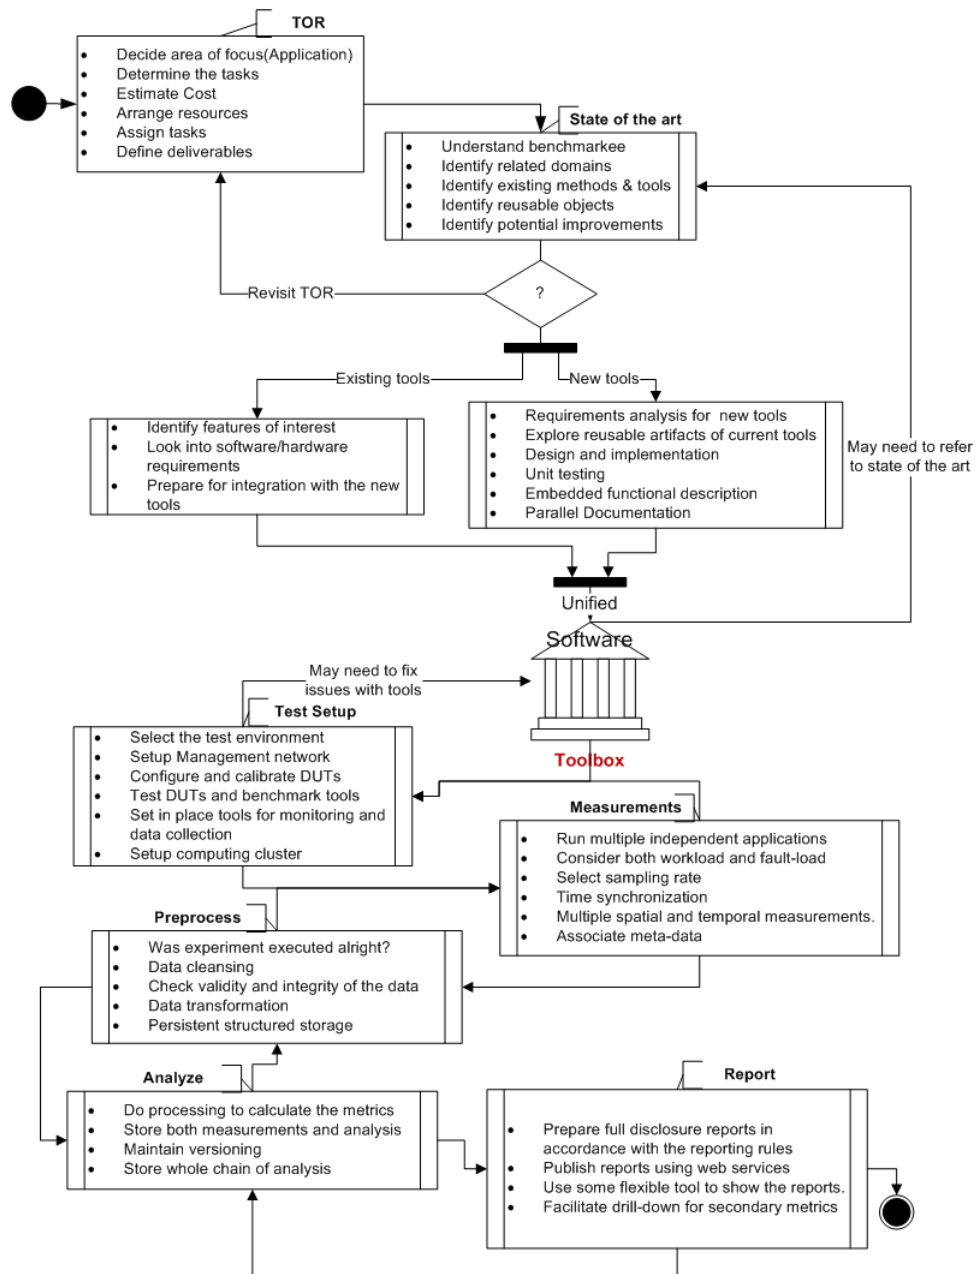 TOR
• Decide area of focus(Application)
• Determine the tasks
• Estimate Cost
• Arrange resources
• Assign tasks
• Define deliverables
State of the art
• Understand benchmarkee
• Identify related domains
• Identify existing methods & tools
• Identify reusable objects
• Identify potential improvements
Revisit TOR
?
Existing tools
New tools
• Identify features of interest
• Look into software/hardware
requirements
• Prepare for integration with the new
tools
• Requirements analysis for new tools
• Explore reusable artifacts of current tools
• Design and implementation
• Unit testing
• Embedded functional description
• Parallel Documentation
May need to refer
to state of the art
Unified
Software
Toolbox
May need to fix
issues with tools
Test Setup
• Select the test environment
• Setup Management network
• Configure and calibrate DUTs
• Test DUTs and benchmark tools
• Set in place tools for monitoring and
data collection
• Setup computing cluster
Measurements
• Run multiple independent applications
• Consider both workload and fault-load
• Select sampling rate
• Time synchronization
• Multiple spatial and temporal measurements.
• Associate meta-data
Preprocess
• Was experiment executed alright?
• Data cleansing
• Check validity and integrity of the data
• Data transformation
• Persistent structured storage
Analyze
• Do processing to calculate the metrics
• Store both measurements and analysis
• Maintain versioning
• Store whole chain of analysis
Report
• Prepare full disclosure reports in
accordance with the reporting rules
• Publish reports using web services
• Use some flexible tool to show the reports.
• Facilitate drill-down for secondary metrics